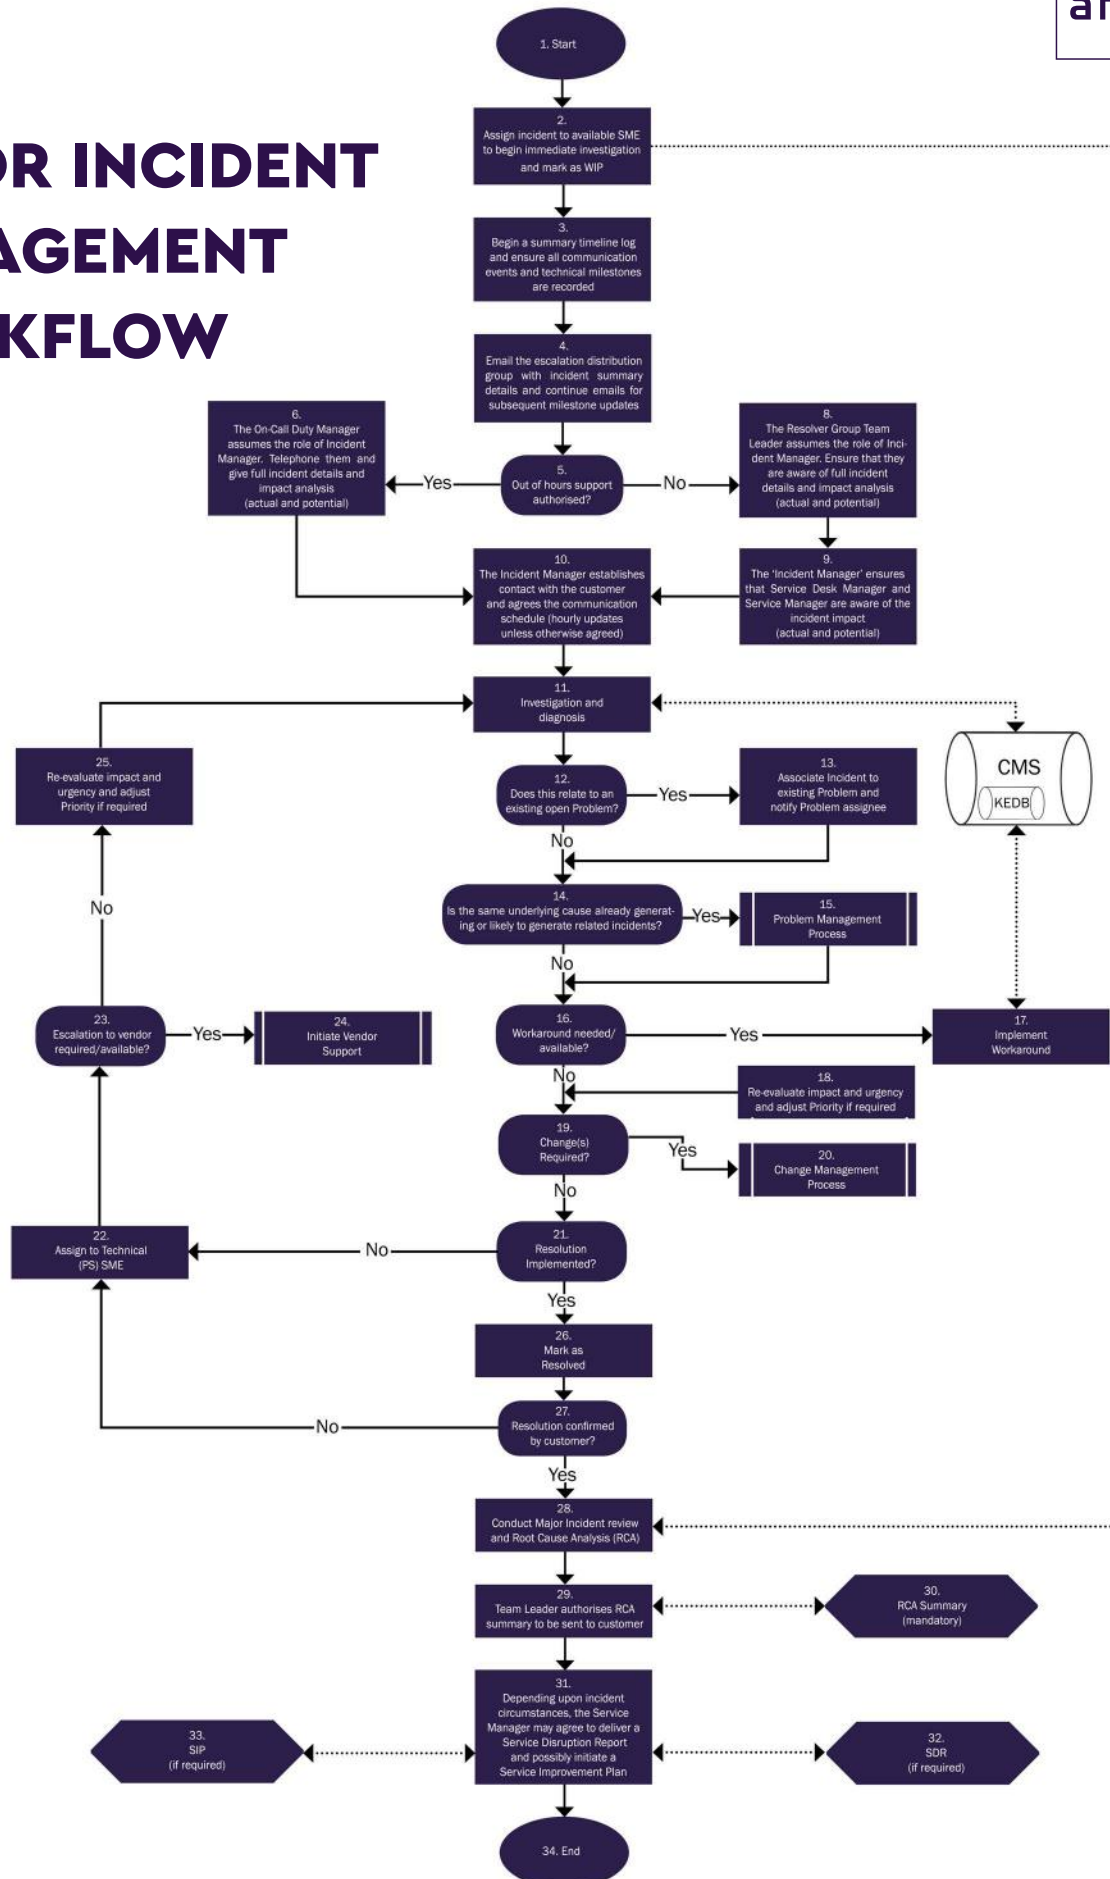 ar
1. Start
2.
Assign incident to available SME
to begin immediate investigation
and mark as WIP
OR INCIDENT
AGEMENT
KFLOW
3.
Begin a summary timeline log
and ensure all communication
events and technical milestones
are recorded
4.
Email the escalation distribution
group with incident summary
details and continue emails for
subsequent milestone updates
6.
The On-Call Duty Manager
assumes the role of Incident
Manager. Telephone them and
give full incident details and
impact analysis
(actual and potential)
Yes
5.
Out of hours support
authorised?
No
8.
The Resolver Group Team
Leader assumes the role of Inci-
dent Manager. Ensure that they
are aware of full incident
details and impact analysis
(actual and potential)
10.
The Incident Manager establishes
contact with the customer
and agrees the communication
schedule (hourly updates
unless otherwise agreed)
9.
The 'Incident Manager' ensures
that Service Desk Manager and
Service Manager are aware of the
incident impact
(actual and potential)
11.
Investigation and
diagnosis
25.
Re-evaluate impact and
urgency and adjust
Priority if required
12.
Does this relate to an
existing open Problem?
Yes
13.
Associate Incident to
existing Problem and
notify Problem assignee
CMS
KEDB
No
14.
Is the same underlying cause already generat-
ing or likely to generate related incidents?
Yes
15.
Problem Management
Process
No
No
23.
Escalation to vendor
required/available?
Yes
24.
Initiate Vendor
Support
16.
Workaround needed/
available?
Yes
17.
Implement
Workaround
No
18.
Re-evaluate impact and urgency
and adjust Priority if required
19.
Change(s)
Required?
Yes
20.
Change Management
Process
No
22.
Assign to Technical
(PS) SME
No
21.
Resolution
Implemented?
Yes
26.
Mark as
Resolved
No
27.
Resolution confirmed
by customer?
Yes
28.
Conduct Major Incident review
and Root Cause Analysis (RCA)
29.
Team Leader authorises RCA
summary to be sent to customer
30.
RCA Summary
(mandatory)
31.
Depending upon incident
circumstances, the Service
Manager may agree to deliver a
Service Disruption Report
and possibly initiate a
Service Improvement Plan
33.
SIP
(if required)
32.
SDR
(if required)
34. End